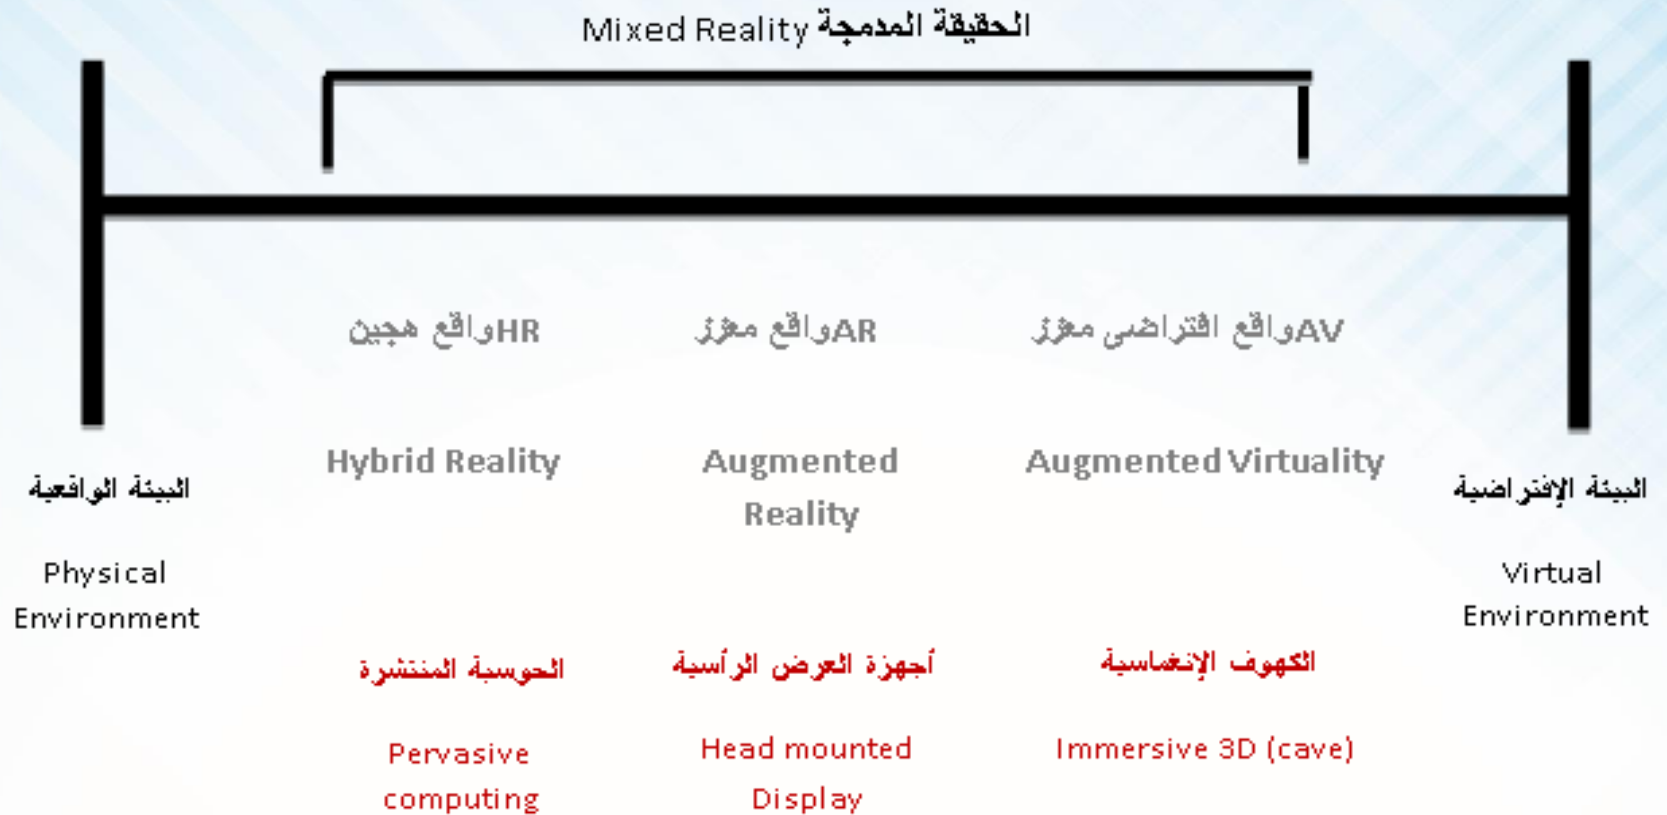 الحقيقة المدمجة Mixed Reality
HRواقع هجين
ARواقع معزز
AVواقع افتراضى معزز
Hybrid Reality
Augmented
Reality
Augmented Virtuality
البيئة الواقعية
Physical
Environment
البيئة الإفتراضية
Virtual
Environment
الحوسبة المنتشرة
أجهزة العرض الرأسية
الكهوف الإنغماسية
Pervasive
computing
Head mounted
Display
Immersive 3D (cave)